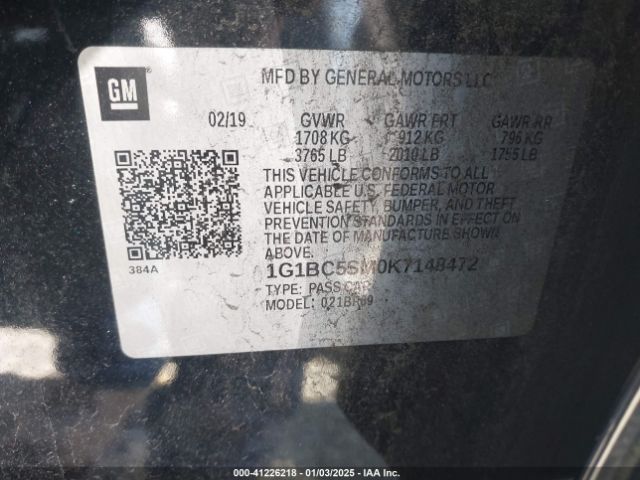 GM
MFD BY GENERAL MOTORS LLC
02/19 GVWR GAWR FRT GAWR RR
1708 KG 912 KG 796 KG
3765 LB 2010 LB 1755 LB
THIS VEHICLE CONFORMS TO ALL
APPLICABLE U.S. FEDERAL MOTOR
VEHICLE SAFETY, BUMPER, AND THEFT
PREVENTION STANDARDS IN EFFECT ON
THE DATE OF MANUFACTURE SHOWN
ABOVE.
384A
1G1BC5SM0K7148472
TYPE: PASS CAR
MODEL: 021BR69
000-41226218 - 01/03/2025 - IAA Inc.